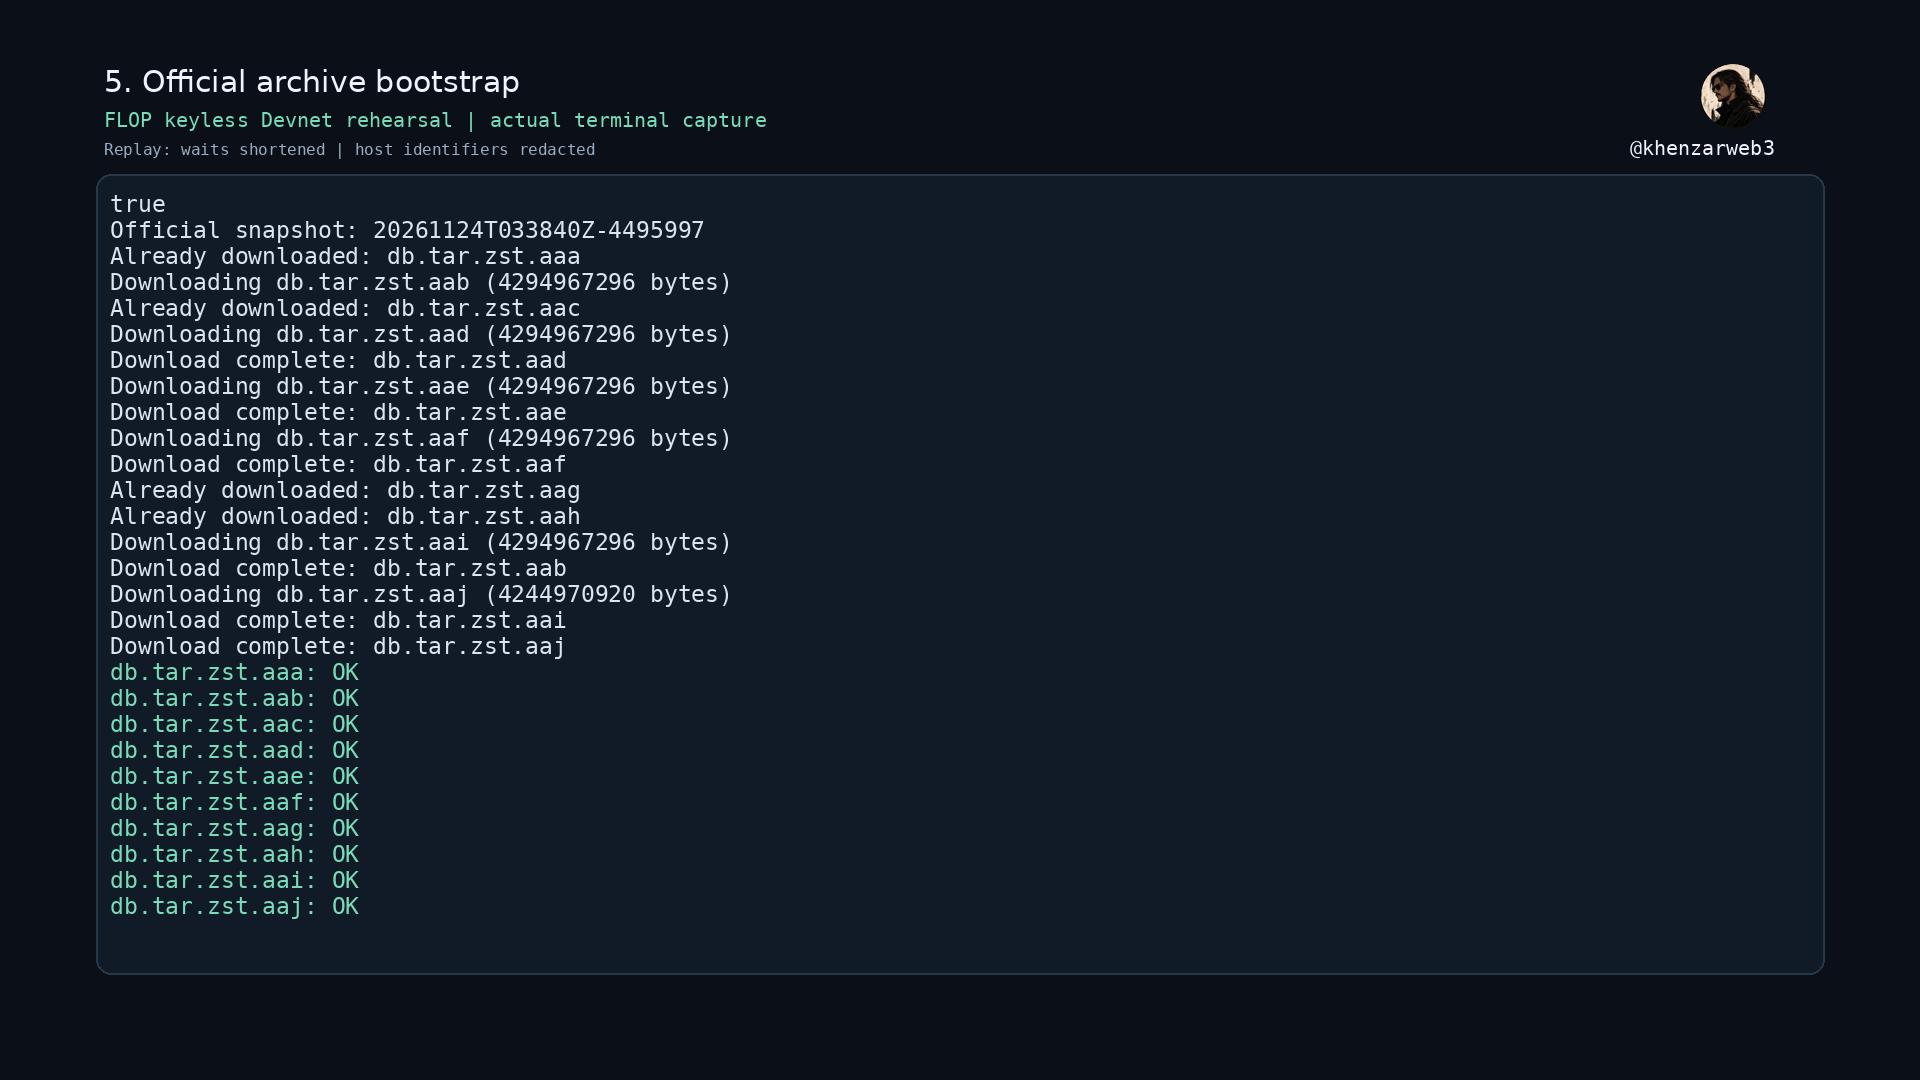 5. Official archive bootstrap
FLOP keyless Devnet rehearsal | actual terminal capture
Replay: waits shortened | host identifiers redacted
@khenzarweb3
true
Official snapshot: 20261124T033840Z-4495997
Already downloaded: db.tar.zst.aaa
Downloading db.tar.zst.aab (4294967296 bytes)
Already downloaded: db.tar.zst.aac
Downloading db.tar.zst.aad (4294967296 bytes)
Download complete: db.tar.zst.aad
Downloading db.tar.zst.aae (4294967296 bytes)
Download complete: db.tar.zst.aae
Downloading db.tar.zst.aaf (4294967296 bytes)
Download complete: db.tar.zst.aaf
Already downloaded: db.tar.zst.aag
Already downloaded: db.tar.zst.aah
Downloading db.tar.zst.aai (4294967296 bytes)
Download complete: db.tar.zst.aab
Downloading db.tar.zst.aaj (4244970920 bytes)
Download complete: db.tar.zst.aai
Download complete: db.tar.zst.aaj
db.tar.zst.aaa: OK
db.tar.zst.aab: OK
db.tar.zst.aac: OK
db.tar.zst.aad: OK
db.tar.zst.aae: OK
db.tar.zst.aaf: OK
db.tar.zst.aag: OK
db.tar.zst.aah: OK
db.tar.zst.aai: OK
db.tar.zst.aaj: OK